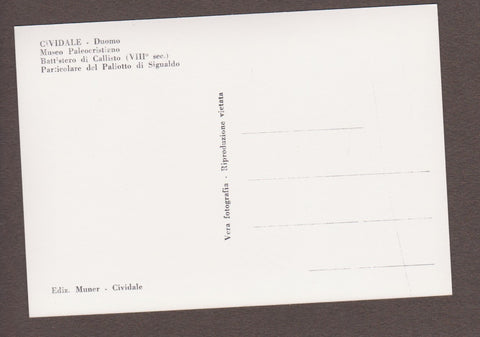 CIVIDALE - Duomo
Museo Paleocristiano
Battistero di Callisto (VIII° sec.)
Particolare del Paliotto di Sigualdo
Vera fotografia - Riproduzione vietata
Ediz. Muner - Cividale